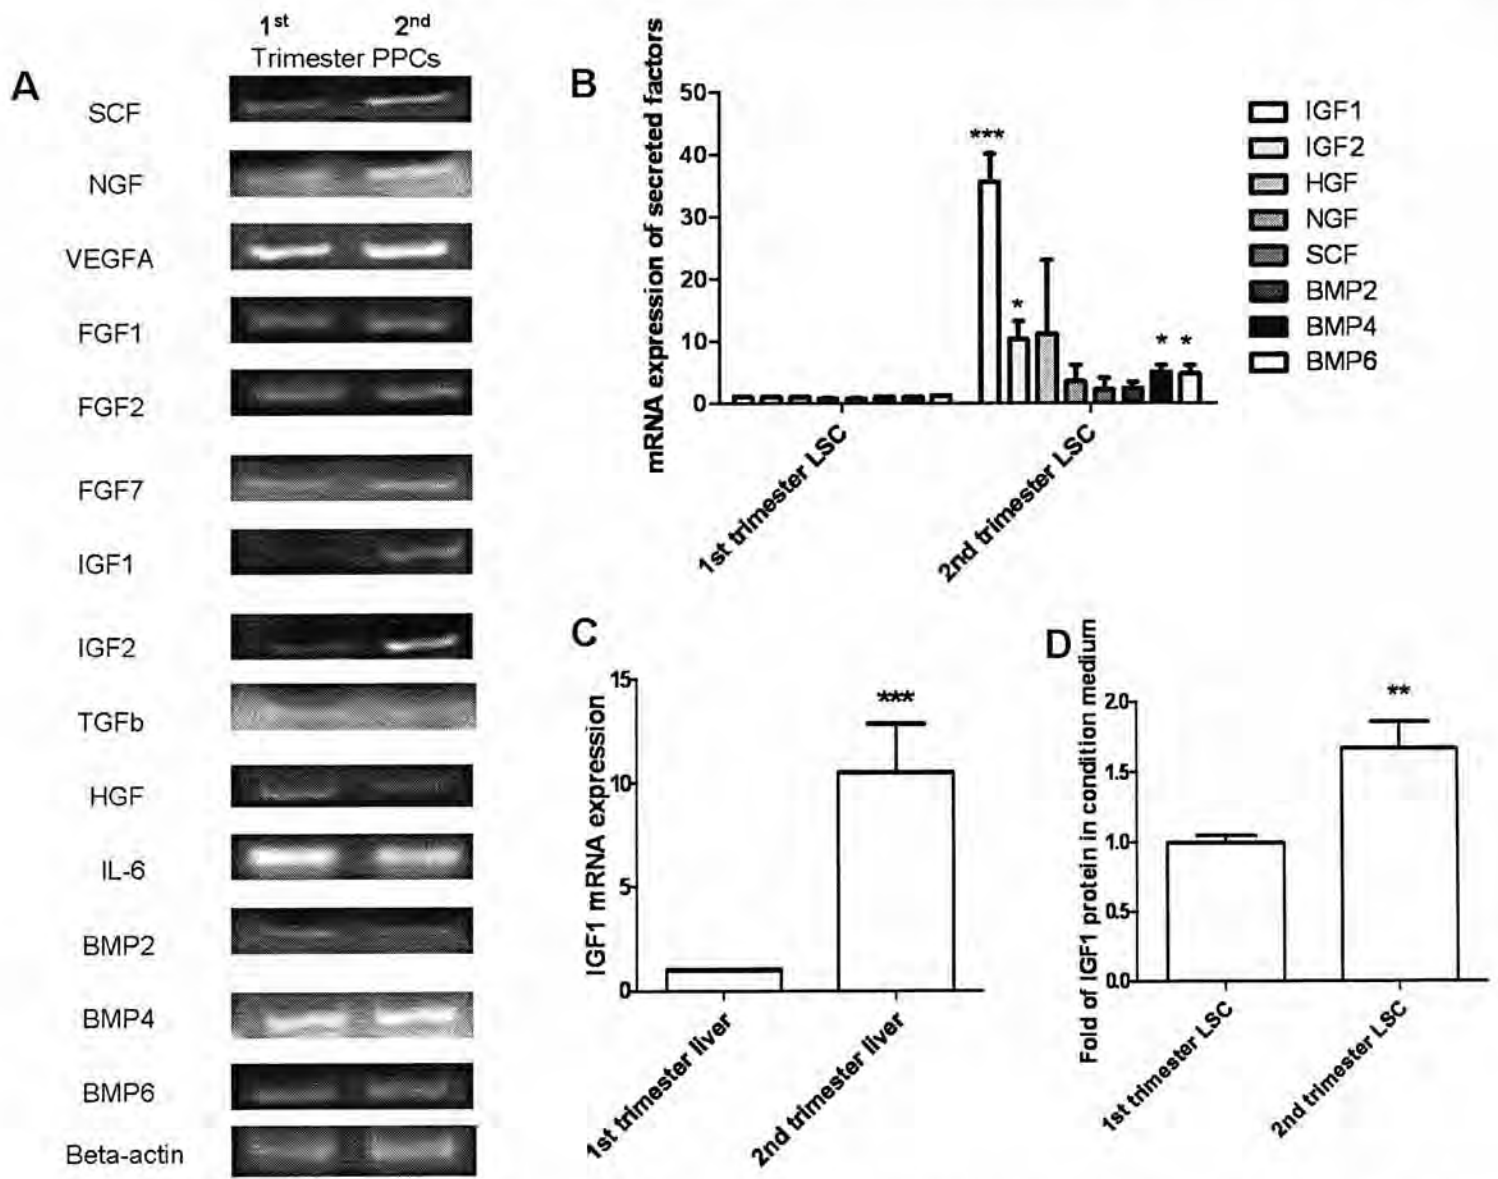 1st 2nd
Trimester PPCs
A
SCF
NGF
VEGFA
FGF1
FGF2
FGF7
IGF1
IGF2
TGFb
HGF
IL-6
BMP2
BMP4
BMP6
Beta-actin
B
mRNA expression of secreted factors
50
40
30
20
10
0
***
*
* *
1st trimester LSC
2nd trimester LSC
IGF1
IGF2
HGF
NGF
SCF
BMP2
BMP4
BMP6
C
IGF1 mRNA expression
15
10
5
0
***
1st trimester liver
2nd trimester liver
D
Fold of IGF1 protein in condition medium
2.0
1.5
1.0
0.5
0.0
**
1st trimester LSC
2nd trimester LSC